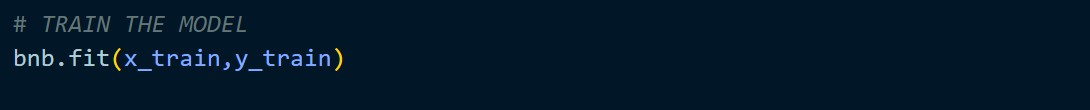 # TRAIN THE MODEL
bnb.fit(x_train,y_train)